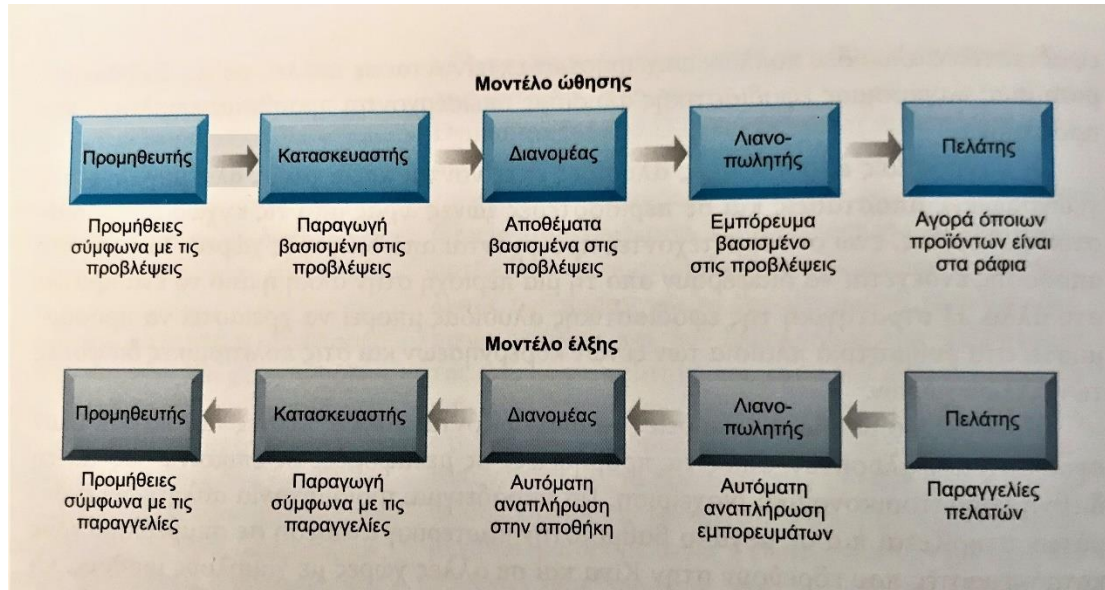 Μοντέλο ώθησης
Προμηθευτής
Κατασκευαστής
Διανομέας
Λιανο-
πωλητής
Πελάτης
Προμήθειες
σύμφωνα με τις
προβλέψεις
Παραγωγή
βασισμένη στις
προβλέψεις
Αποθέματα
βασισμένα στις
προβλέψεις
Εμπόρευμα
βασισμένο
στις προβλέψεις
Αγορά όποιων
προϊόντων είναι
στα ράφια
Μοντέλο έλξης
Προμηθευτής
Κατασκευαστής
Διανομέας
Λιανο-
πωλητής
Πελάτης
Προμήθειες
σύμφωνα με τις
παραγγελίες
Παραγωγή
σύμφωνα με τις
παραγγελίες
Αυτόματη
αναπλήρωση
στην αποθήκη
Αυτόματη
αναπλήρωση
εμπορευμάτων
Παραγγελίες
πελατών